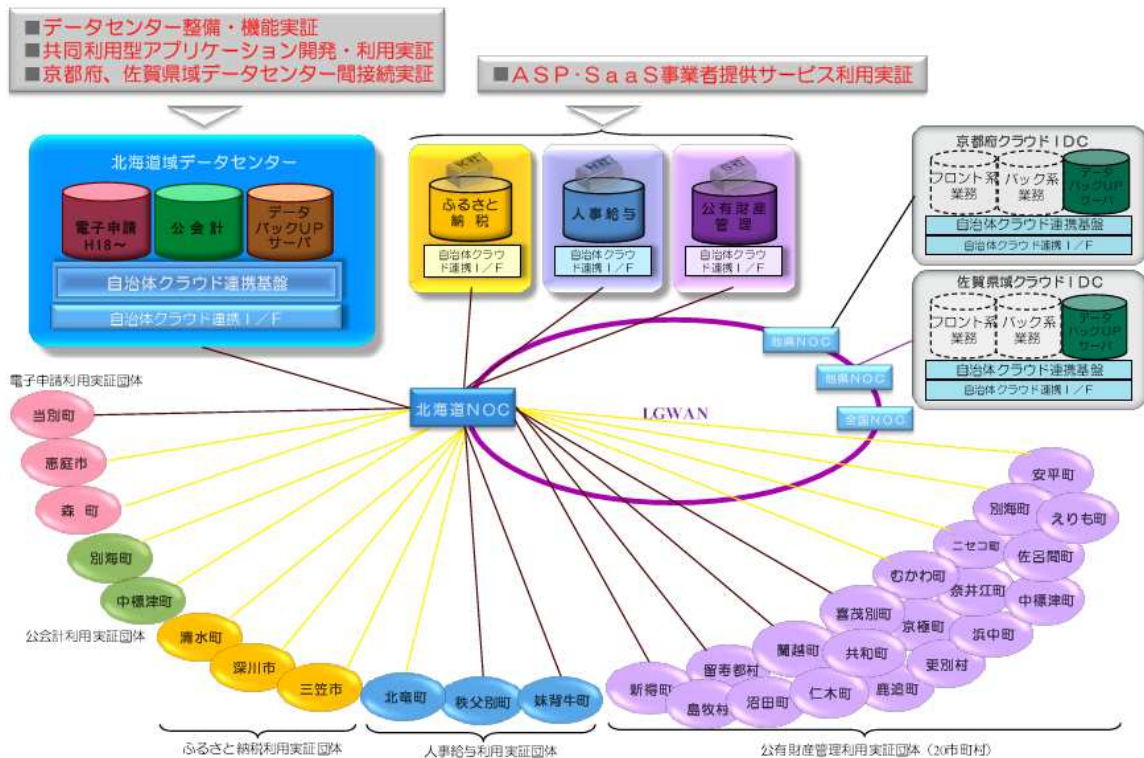 ■データセンター整備・機能実証
■共同利用型アプリケーション開発・利用実証
■京都府、佐賀県域データセンター間接続実証
■ASP・SaaS事業者提供サービス利用実証
北海道域データセンター
電子申請
H18～
公会計
データ
バックUP
サーバ
自治体クラウド連携基盤
自治体クラウド連携I/F
K社
ふるさと
納税
自治体クラウ
ド連携I/F
H社
人事給与
自治体クラウ
ド連携I/F
S社
公有財産
管理
自治体クラウ
ド連携I/F
京都府クラウドIDC
フロント系
業務
バック系
業務
データ
バックUP
サーバ
自治体クラウド連携基盤
自治体クラウド連携I/F
佐賀県域クラウドIDC
フロント系
業務
バック系
業務
データ
バックUP
サーバ
自治体クラウド連携基盤
自治体クラウド連携I/F
他県NOC
他県NOC
全国NOC
北海道NOC
LGWAN
電子申請利用実証団体
当別町
恵庭市
森 町
別海町
中標津町
公会計利用実証団体
清水町
深川市
三笠市
ふるさと納税利用実証団体
北竜町
秩父別町
妹背牛町
人事給与利用実証団体
安平町
別海町
えりも町
ニセコ町
佐呂間町
むかわ町
奈井江町
中標津町
喜茂別町
京極町
浜中町
蘭越町
共和町
更別村
留寿都村
新得町
島牧村
沼田町
仁木町
鹿追町
公有財産管理利用実証団体（20市町村）